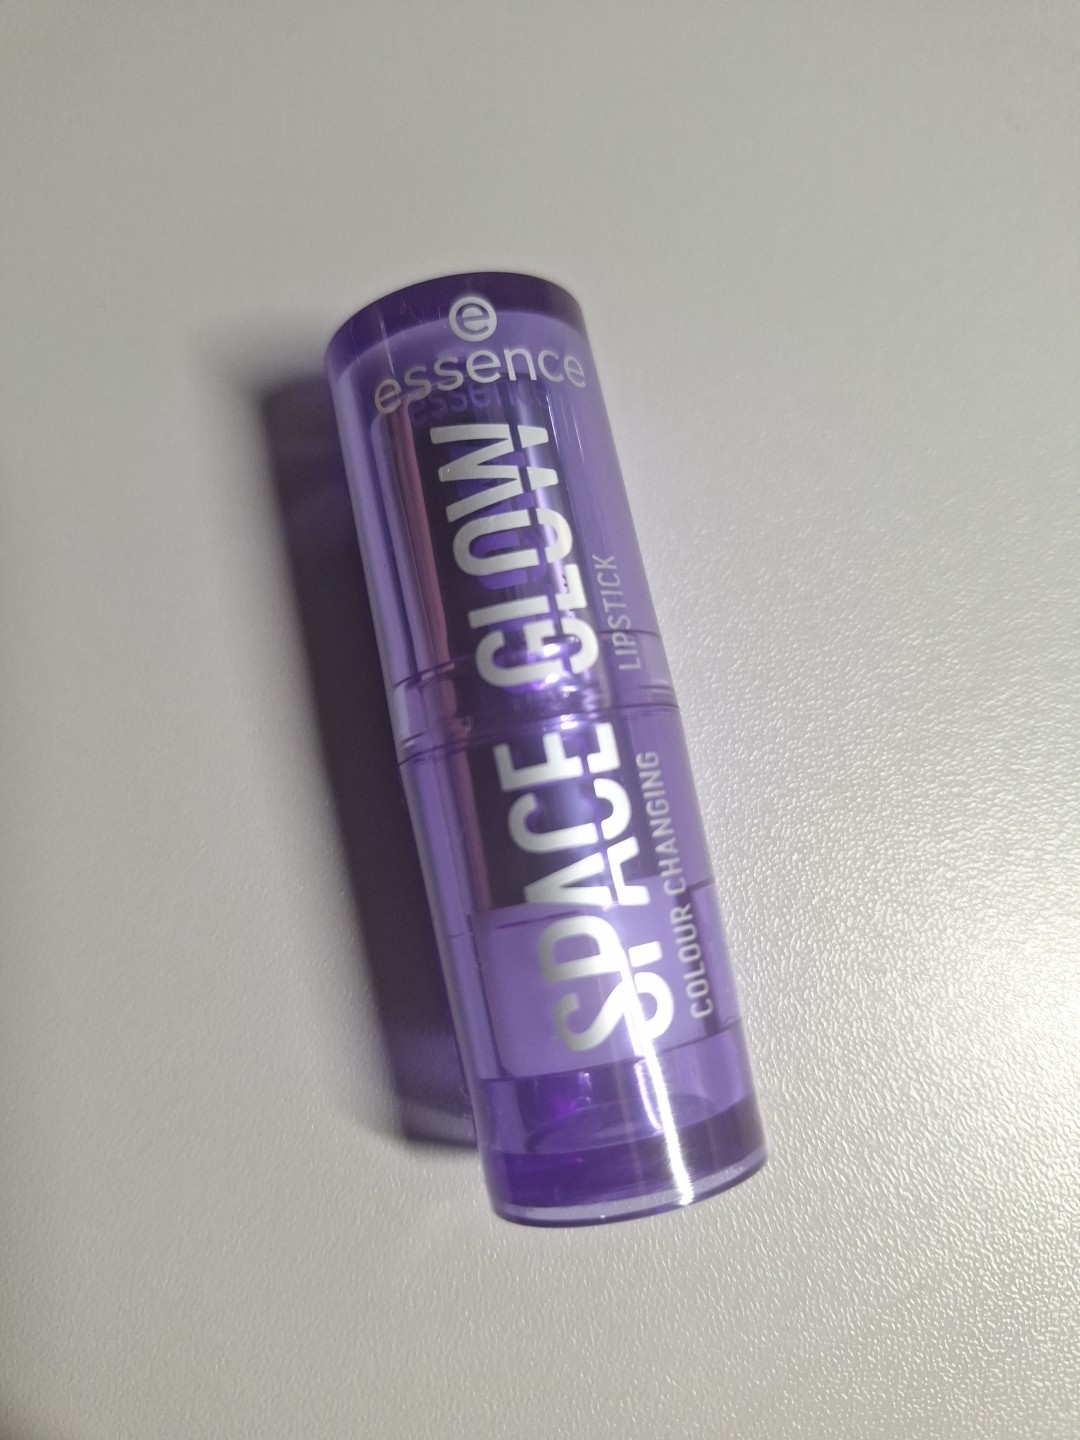 e
essence
SPACE GLOW
COLOUR CHANGING LIPSTICK